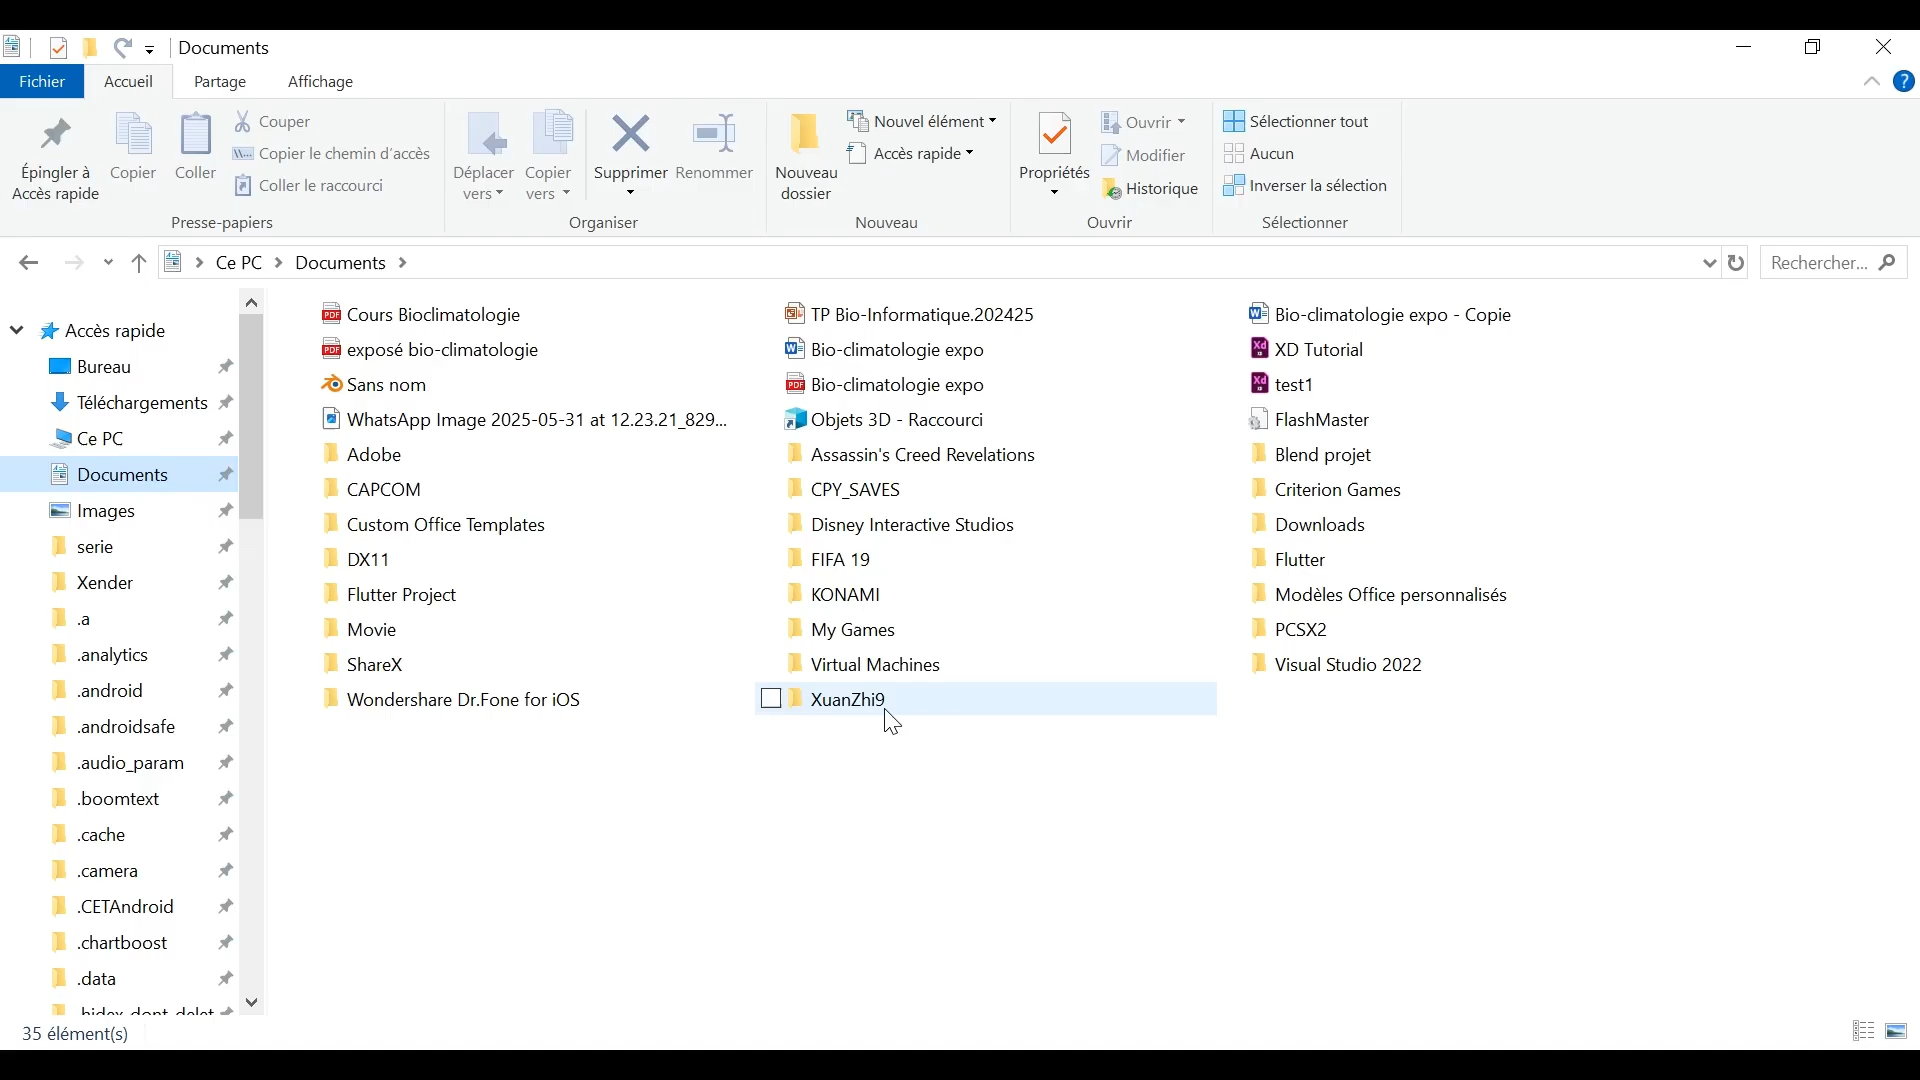 Documents
Fichier Accueil Partage Affichage
Épingler à Accès rapide
Copier
Coller
Couper
Copier le chemin d'accès
Coller le raccourci
Presse-papiers
Déplacer vers
Copier vers
Supprimer
Renommer
Organiser
Nouveau dossier
Nouvel élément
Accès rapide
Nouveau
Propriétés
Ouvrir
Modifier
Historique
Ouvrir
Sélectionner tout
Aucun
Inverser la sélection
Sélectionner
Ce PC
Documents
Rechercher...
Accès rapide
Bureau
Téléchargements
Ce PC
Documents
Images
serie
Xender
.a
.analytics
.android
.androidsafe
.audio_param
.boomtext
.cache
.camera
.CETAndroid
.chartboost
.data
.hidex_dont_delet
Cours Bioclimatologie
TP Bio-Informatique.202425
Bio-climatologie expo - Copie
exposé bio-climatologie
Bio-climatologie expo
XD Tutorial
Sans nom
Bio-climatologie expo
test1
WhatsApp Image 2025-05-31 at 12.23.21_829...
Objets 3D - Raccourci
FlashMaster
Adobe
Assassin's Creed Revelations
Blend projet
CAPCOM
CPY_SAVES
Criterion Games
Custom Office Templates
Disney Interactive Studios
Downloads
DX11
FIFA 19
Flutter
Flutter Project
KONAMI
Modèles Office personnalisés
Movie
My Games
PCSX2
ShareX
Virtual Machines
Visual Studio 2022
Wondershare Dr.Fone for iOS
XuanZhi9
35 élément(s)